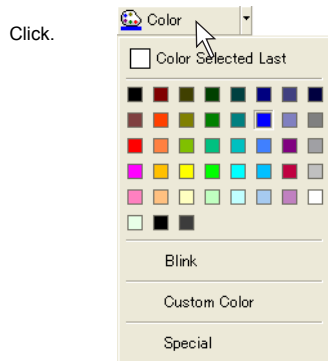 Color
Click.
Color Selected Last
Blink
Custom Color
Special